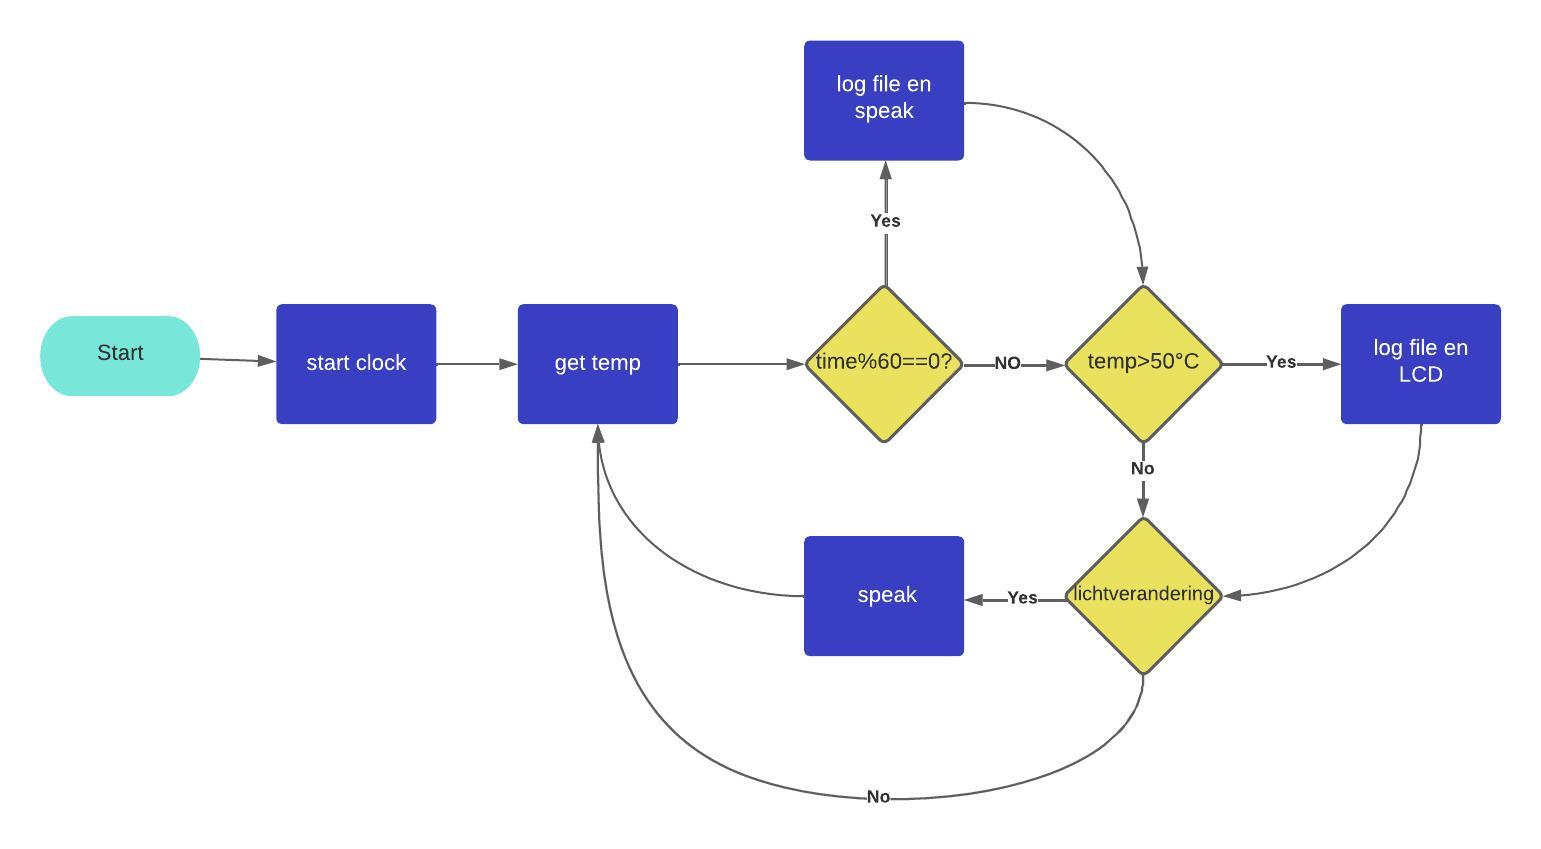 log file en
speak
Yes
Start
start clock
get temp
time%60==0?
NO
temp>50°C
Yes
log file en
LCD
No
speak
Yes
lichtverandering
No